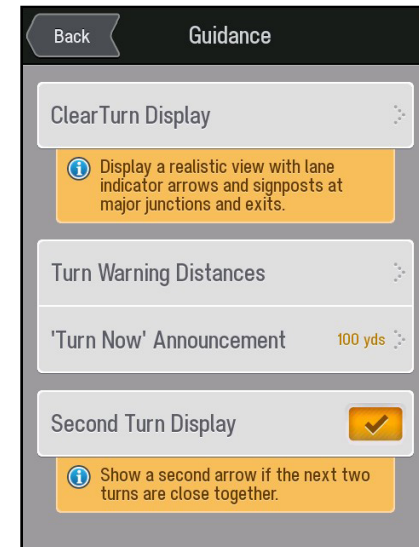 Back
Guidance
ClearTurn Display
Display a realistic view with lane
indicator arrows and signposts at
major junctions and exits.
Turn Warning Distances
'Turn Now' Announcement 100 yds
Second Turn Display
Show a second arrow if the next two
turns are close together.